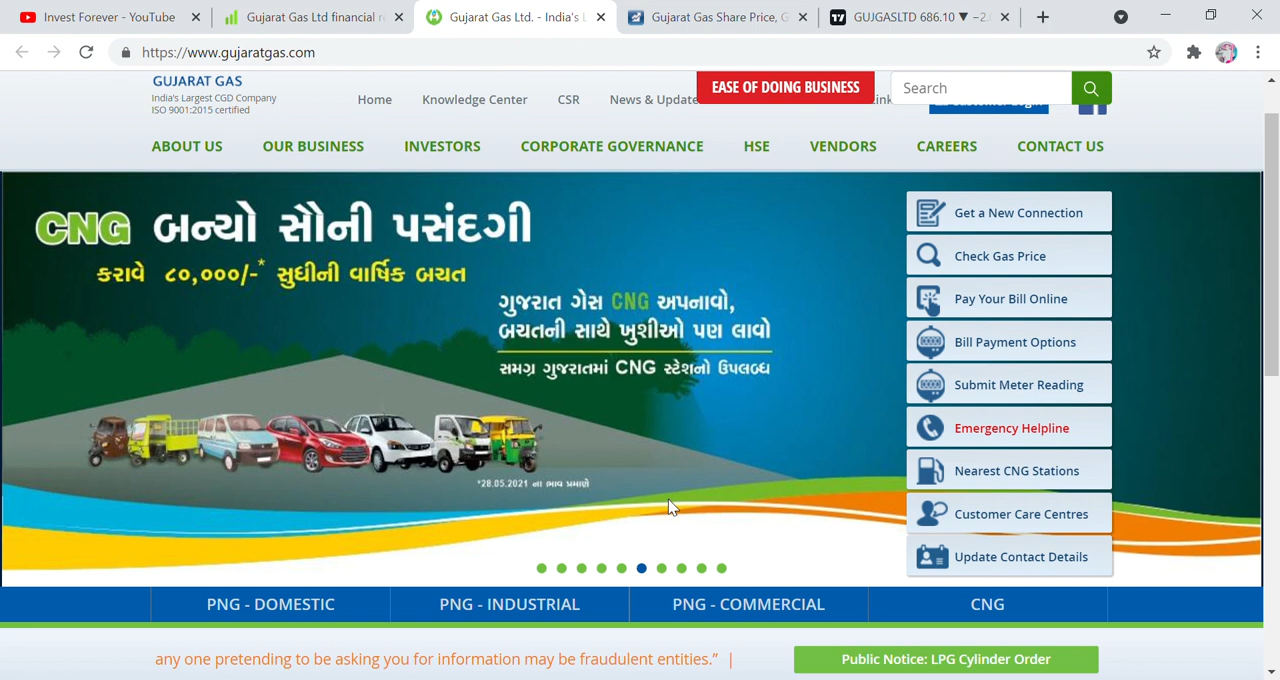 Invest Forever - YouTube
Gujarat Gas Ltd financial r
Gujarat Gas Ltd. - India's L
Gujarat Gas Share Price, G
GUJGASLTD 686.10 ▼ −2.
https://www.gujaratgas.com
GUJARAT GAS
India's Largest CGD Company
ISO 9001:2015 certified
Home
Knowledge Center
CSR
News & Update
EASE OF DOING BUSINESS
Search
ABOUT US
OUR BUSINESS
INVESTORS
CORPORATE GOVERNANCE
HSE
VENDORS
CAREERS
CONTACT US
CNG બન્યો સૌની પસંદગી
કરાવે ૮૦,૦૦૦/-* સુધીની વાર્ષિક બચત
ગુજરાત ગેસ CNG અપનાવો,
બચતની સાથે ખુશીઓ પણ લાવો
સમગ્ર ગુજરાતમાં CNG સ્ટેશનો ઉપલબ્ધ
*28.05.2021 ના ભાવ પ્રમાણે
Get a New Connection
Check Gas Price
Pay Your Bill Online
Bill Payment Options
Submit Meter Reading
Emergency Helpline
Nearest CNG Stations
Customer Care Centres
Update Contact Details
PNG - DOMESTIC
PNG - INDUSTRIAL
PNG - COMMERCIAL
CNG
any one pretending to be asking you for information may be fraudulent entities.” |
Public Notice: LPG Cylinder Order